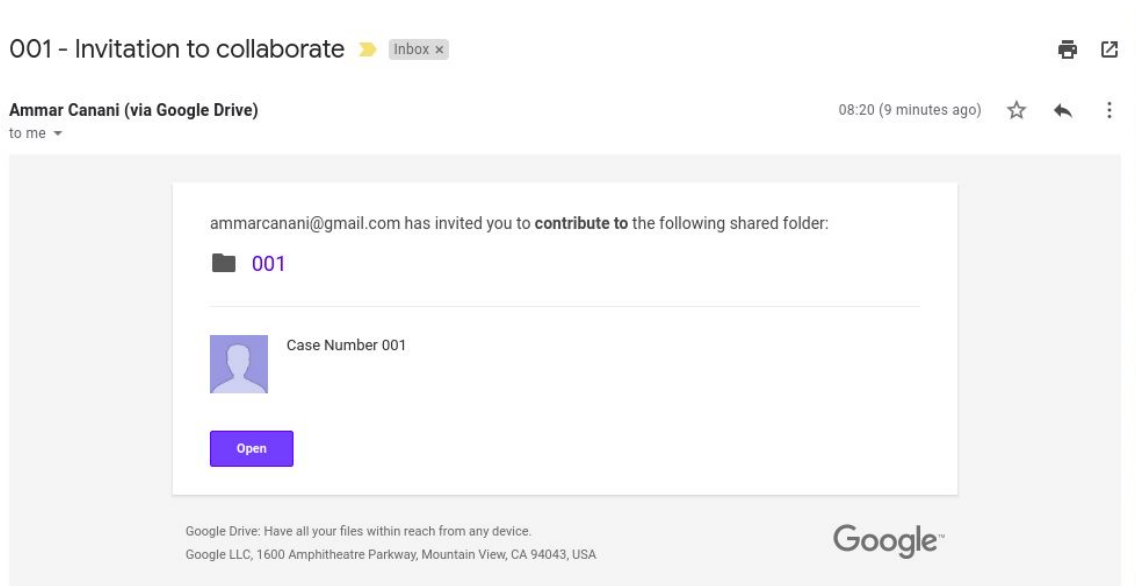 001 - Invitation to collaborate
Inbox ×
Ammar Canani (via Google Drive)
08:20 (9 minutes ago)
to me
ammarcanani@gmail.com has invited you to contribute to the following shared folder:
001
Case Number 001
Open
Google Drive: Have all your files within reach from any device.
Google LLC, 1600 Amphitheatre Parkway, Mountain View, CA 94043, USA
Google™